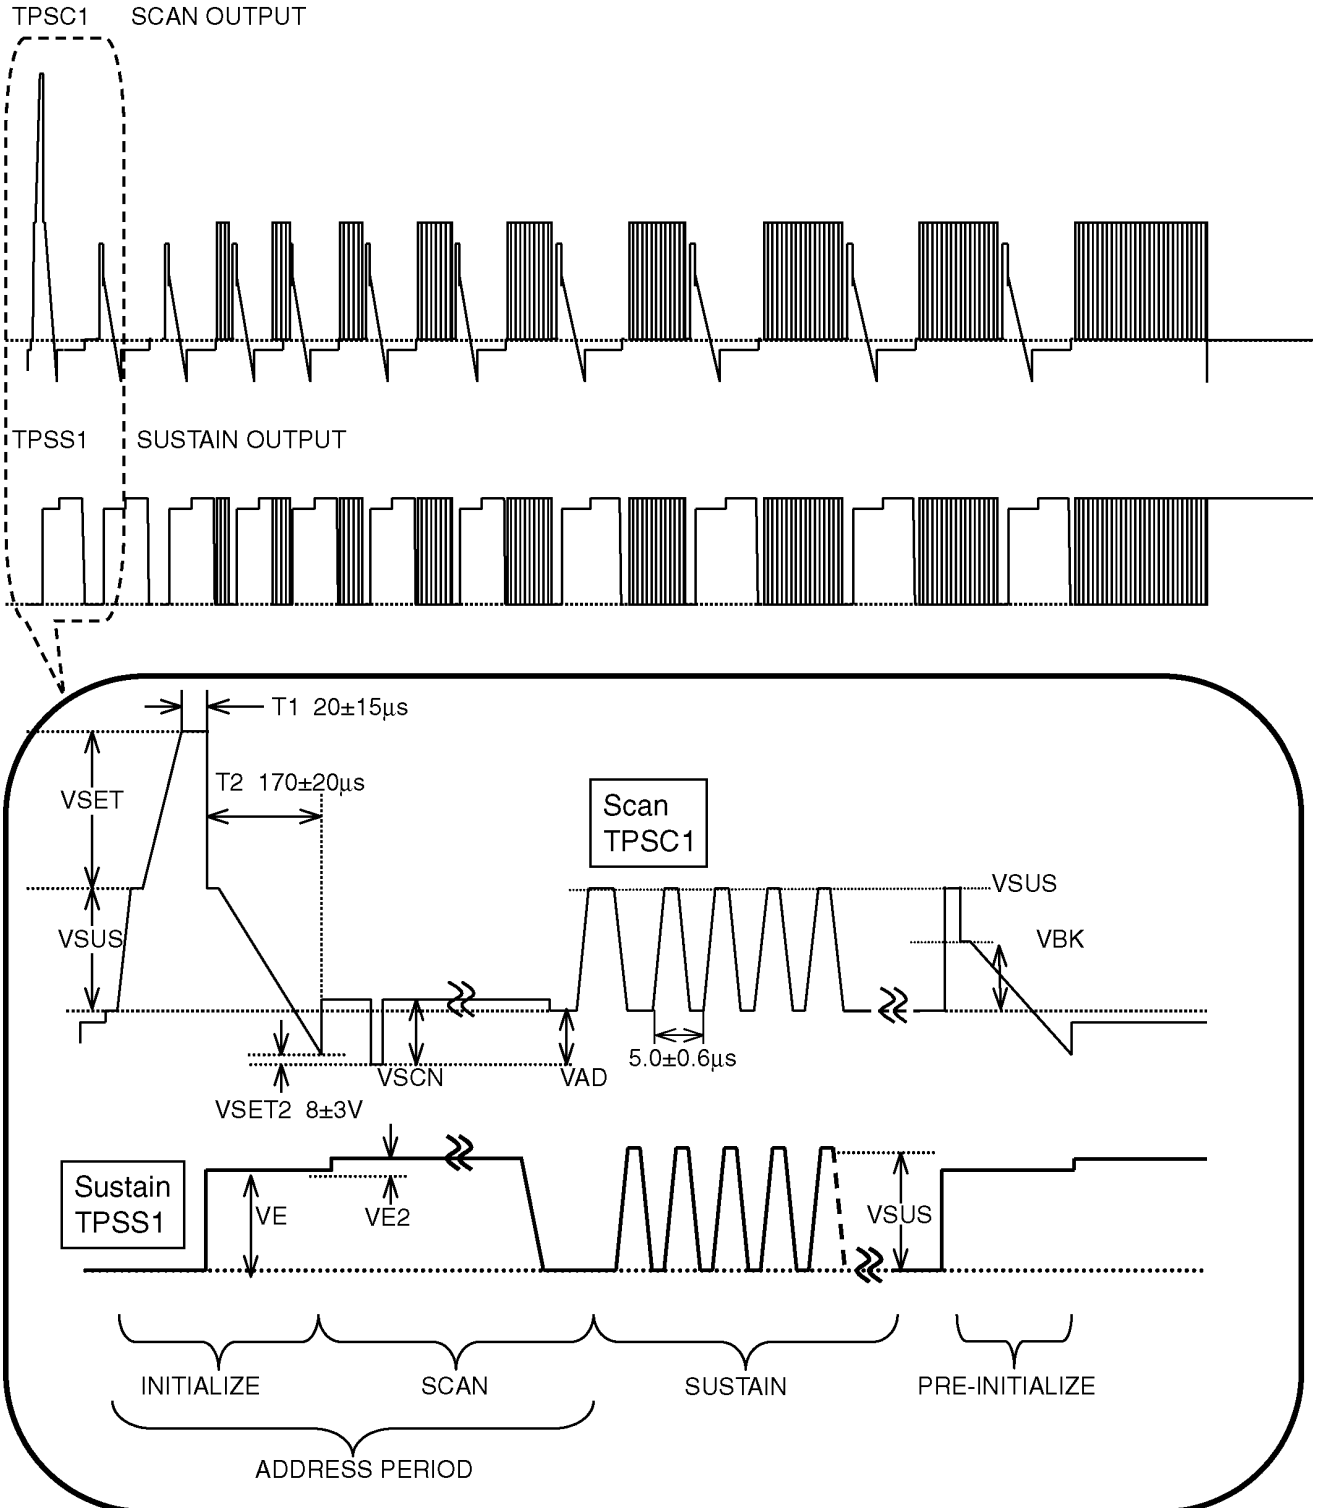 TPSC1 SCAN OUTPUT
TPSS1 SUSTAIN OUTPUT
T1 20±15μs
VSET
T2 170±20μs
Scan
TPSC1
VSUS
VSUS
VBK
5.0±0.6μs
VSCN
VAD
VSET2 8±3V
Sustain
TPSS1
VE
VE2
VSUS
INITIALIZE
SCAN
SUSTAIN
PRE-INITIALIZE
ADDRESS PERIOD